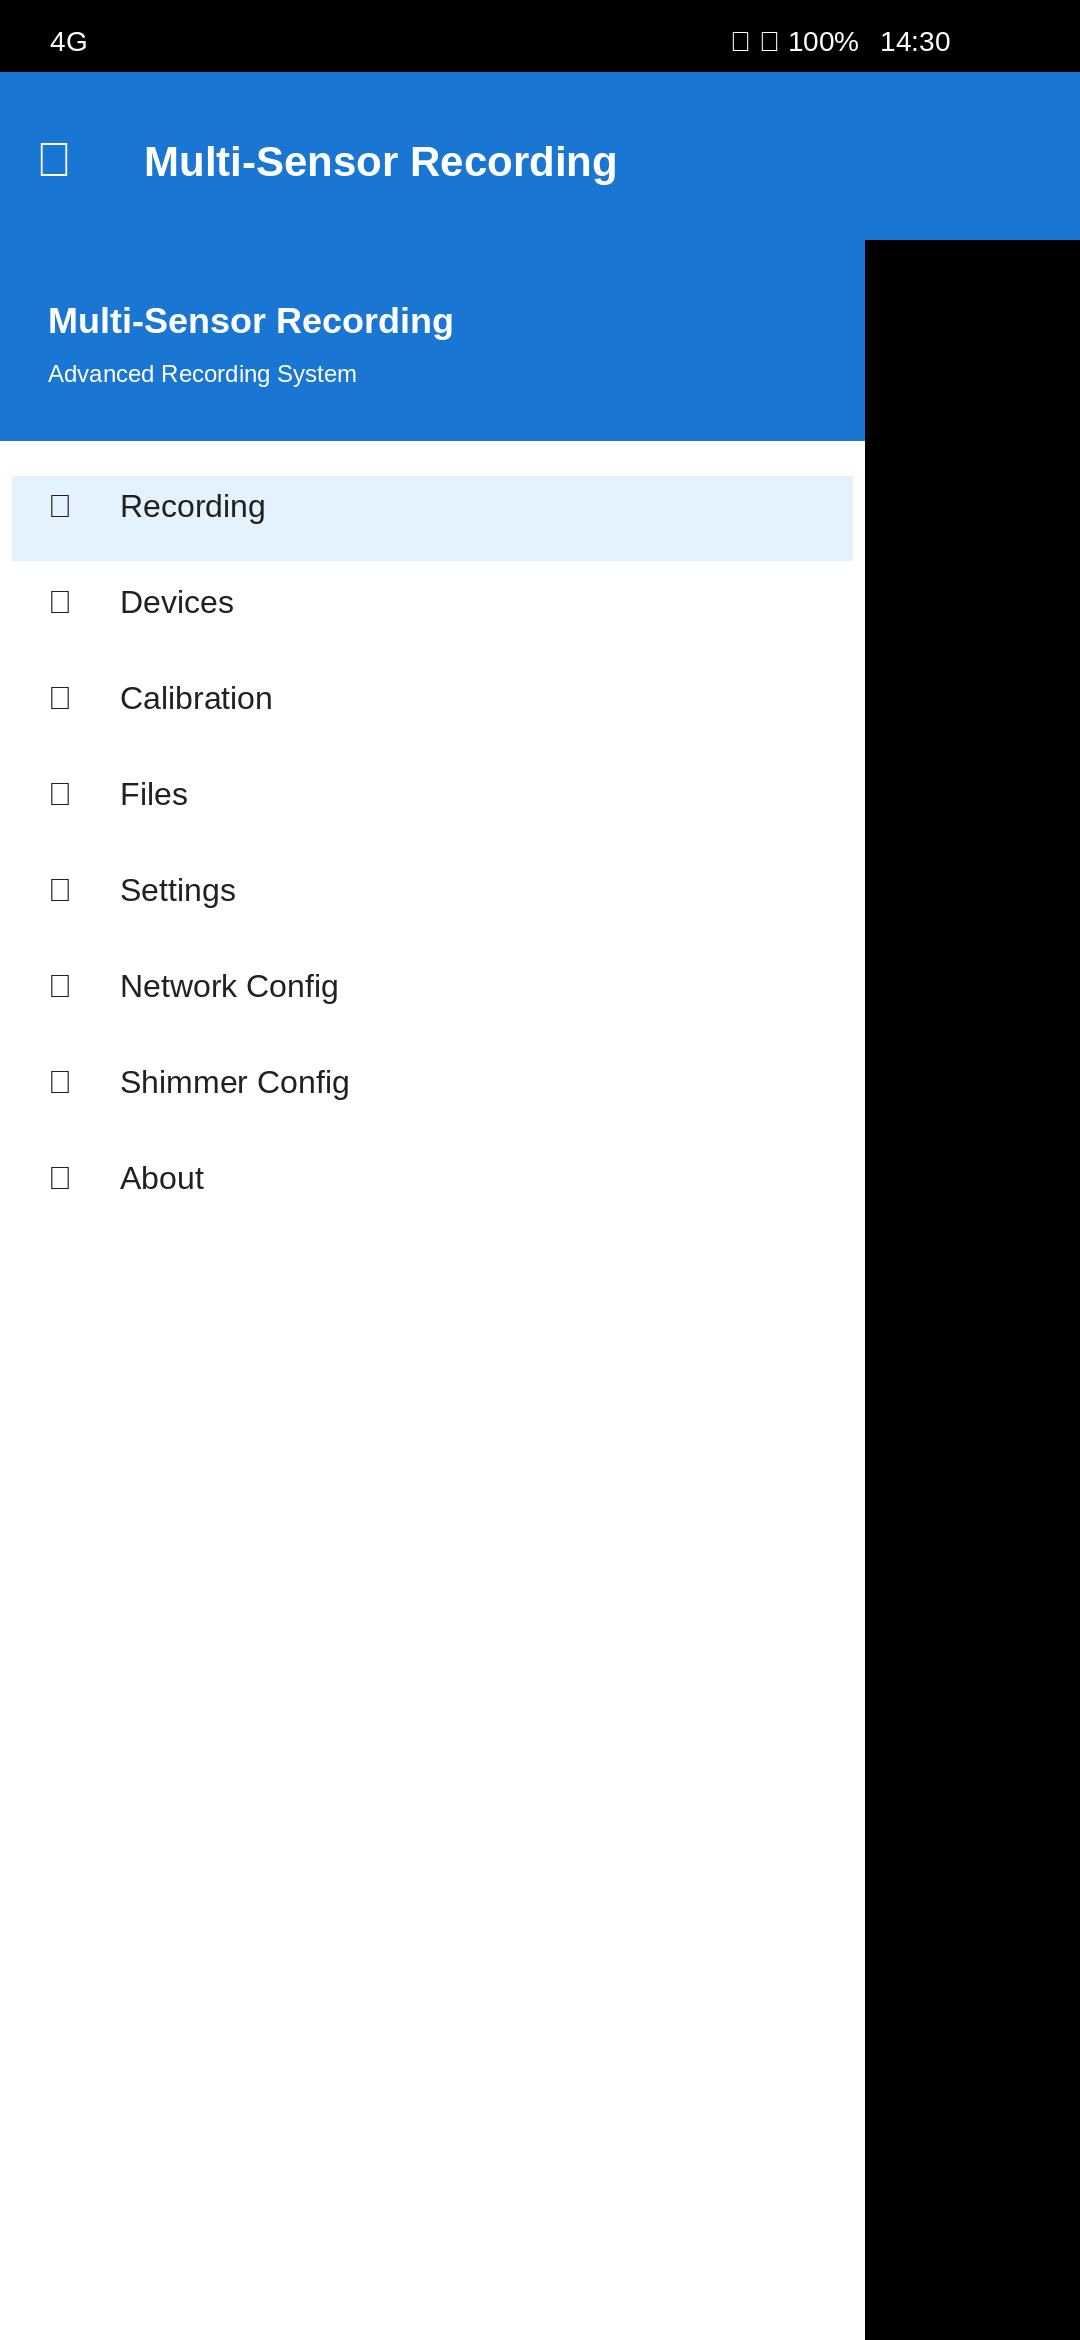 4G 100% 14:30
Multi-Sensor Recording
Multi-Sensor Recording
Advanced Recording System
Recording
Devices
Calibration
Files
Settings
Network Config
Shimmer Config
About